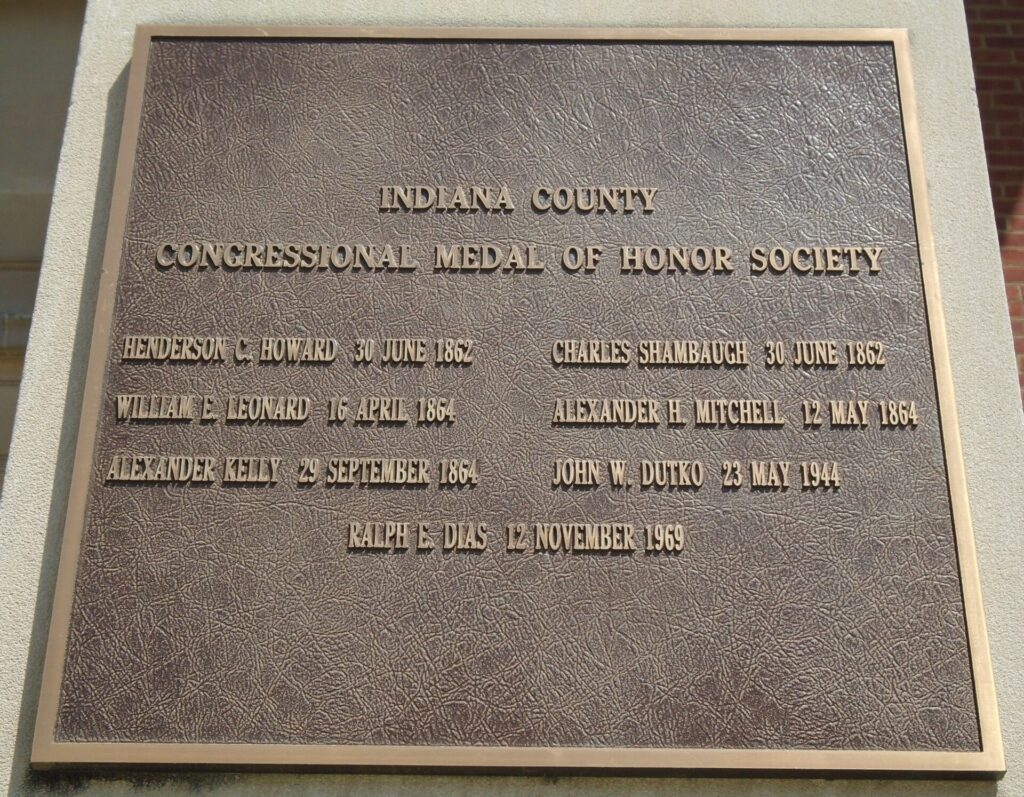 INDIANA COUNTY
CONGRESSIONAL MEDAL OF HONOR SOCIETY
HENDERSON C. HOWARD 30 JUNE 1862 CHARLES SHAMBAUGH 30 JUNE 1862
WILLIAM E. LEONARD 16 APRIL 1864 ALEXANDER H. MITCHELL 12 MAY 1864
ALEXANDER KELLY 29 SEPTEMBER 1864 JOHN W. DUTKO 23 MAY 1944
RALPH E. DIAS 12 NOVEMBER 1969